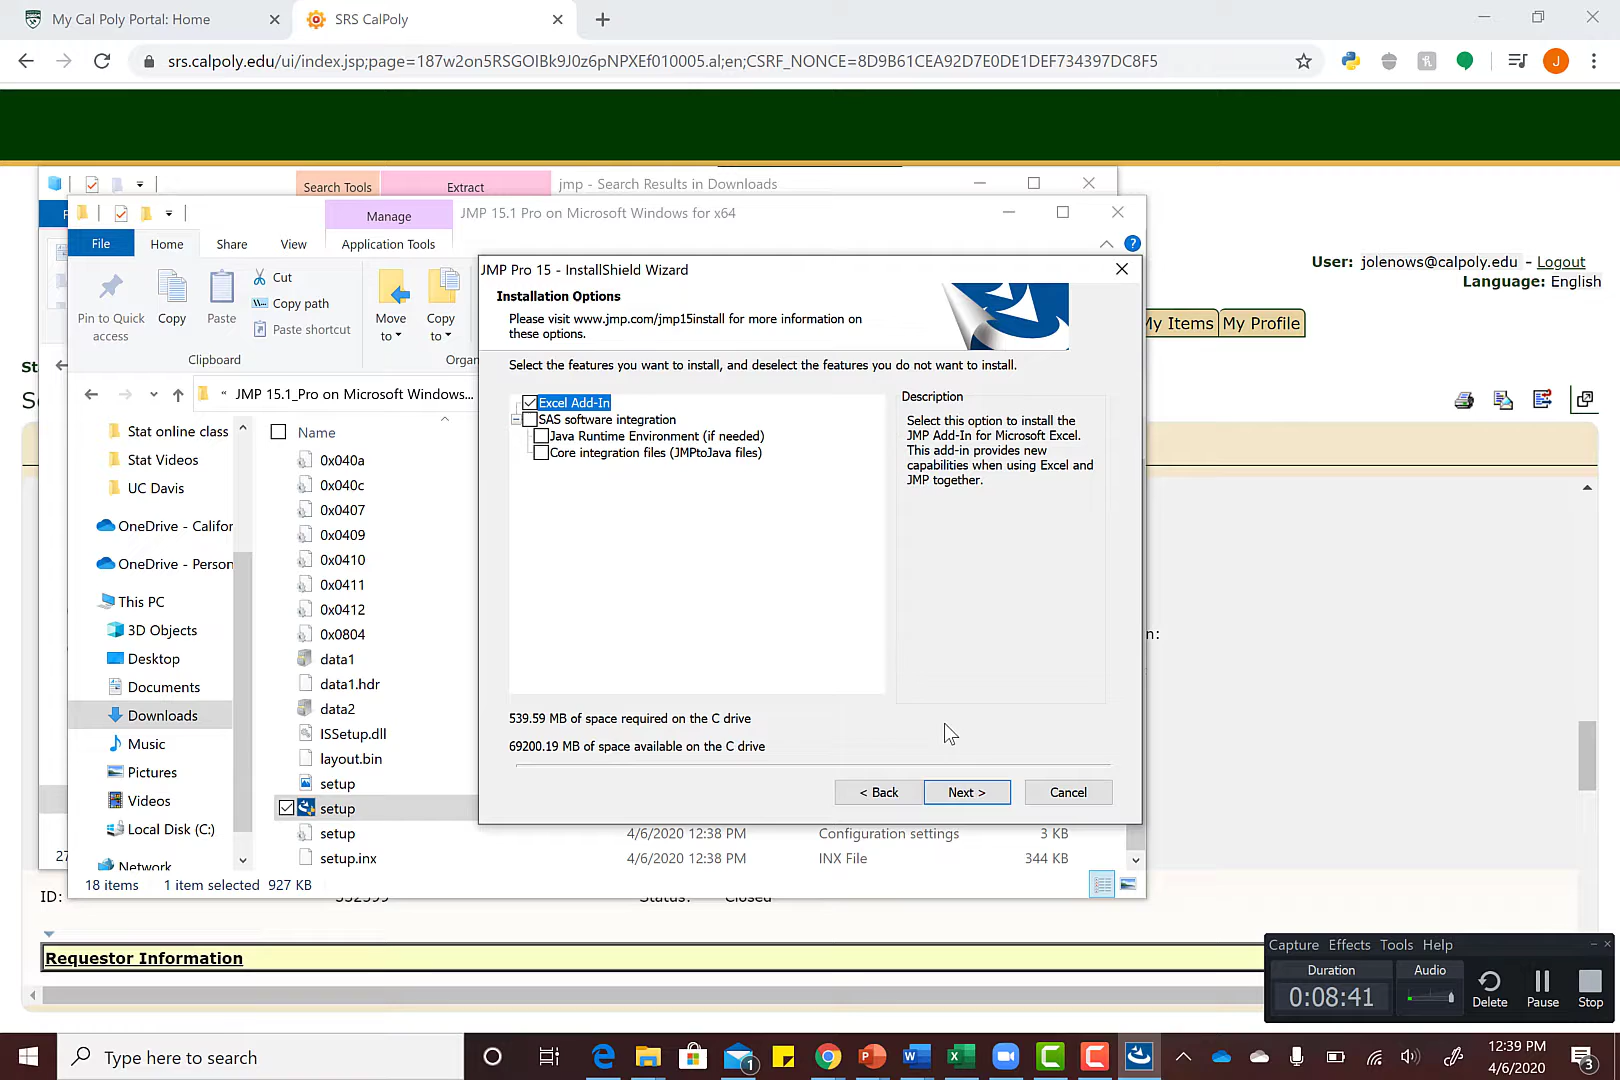 My Cal Poly Portal: Home
SRS CalPoly
srs.calpoly.edu/ui/index.jsp;page=187w2on5RSGOIBk9J0z6pNPXEf010005.al;en;CSRF_NONCE=8D9B61CEA92D7E0DE1DEF734397DC8F5
J
Search Tools
Extract
jmp - Search Results in Downloads
Manage
JMP 15.1 Pro on Microsoft Windows for x64
File
Home
Share
View
Application Tools
User: jolenows@calpoly.edu - Logout
Language: English
My Items
My Profile
Pin to Quick access
Copy
Paste
Cut
Copy path
Paste shortcut
Move to
Copy to
Clipboard
Organ
JMP 15.1_Pro on Microsoft Windows...
JMP Pro 15 - InstallShield Wizard
Installation Options
Please visit www.jmp.com/jmp15install for more information on
these options.
Select the features you want to install, and deselect the features you do not want to install.
Excel Add-In
SAS software integration
Java Runtime Environment (if needed)
Core integration files (JMPtoJava files)
Description
Select this option to install the
JMP Add-In for Microsoft Excel.
This add-in provides new
capabilities when using Excel and
JMP together.
539.59 MB of space required on the C drive
69200.19 MB of space available on the C drive
< Back
Next >
Cancel
Stat online class
Stat Videos
UC Davis
OneDrive - Califor
OneDrive - Person
This PC
3D Objects
Desktop
Documents
Downloads
Music
Pictures
Videos
Local Disk (C:)
Network
Name
0x040a
0x040c
0x0407
0x0409
0x0410
0x0411
0x0412
0x0804
data1
data1.hdr
data2
ISSetup.dll
layout.bin
setup
setup
setup 4/6/2020 12:38 PM Configuration settings 3 KB
setup.inx 4/6/2020 12:38 PM INX File 344 KB
18 items 1 item selected 927 KB
St
n:
27
ID:
Status:
Closed
Requestor Information
Capture Effects Tools Help
Duration
0:08:41
Audio
Delete
Pause
Stop
Type here to search
1
12:39 PM
4/6/2020
3